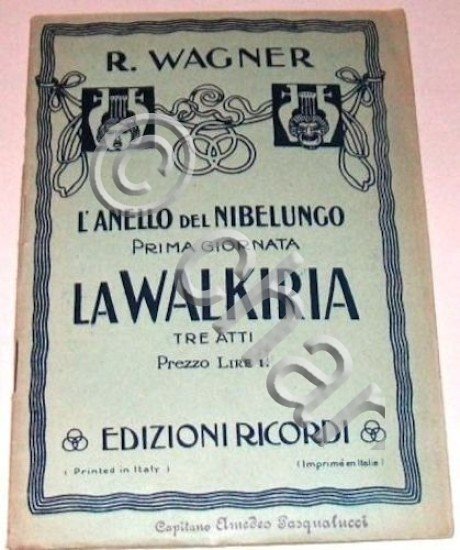 R. WAGNER
L'ANELLO DEL NIBELUNGO
PRIMA GIORNATA
LA WALKIRIA
TRE ATTI
PREZZO LIRE 1.
EDIZIONI RICORDI
( Printed in Italy ) ( Imprimé en Italie )
Capitano Amedeo Pasqualucci